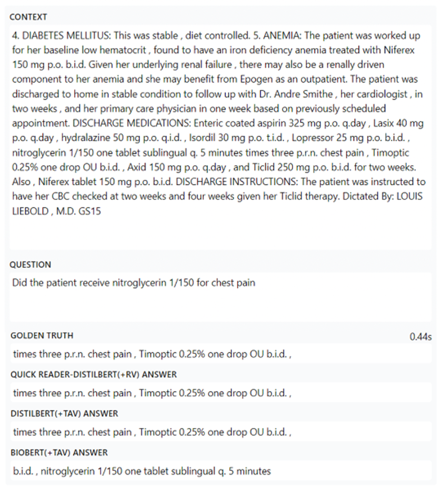 CONTEXT
4. DIABETES MELLITUS: This was stable , diet controlled. 5. ANEMIA: The patient was worked up
for her baseline low hematocrit , found to have an iron deficiency anemia treated with Niferex
150 mg p.o. b.i.d. Given her underlying renal failure , there may also be a renally driven
component to her anemia and she may benefit from Epogen as an outpatient. The patient was
discharged to home in stable condition to follow up with Dr. Andre Smithe , her cardiologist , in
two weeks , and her primary care physician in one week based on previously scheduled
appointment. DISCHARGE MEDICATIONS: Enteric coated aspirin 325 mg p.o. q.day , Lasix 40 mg
p.o. q.day , hydralazine 50 mg p.o. q.i.d. , Isordil 30 mg p.o. t.i.d. , Lopressor 25 mg p.o. b.i.d. ,
nitroglycerin 1/150 one tablet sublingual q. 5 minutes times three p.r.n. chest pain , Timoptic
0.25% one drop OU b.i.d. , Axid 150 mg p.o. q.day , and Ticlid 250 mg p.o. b.i.d. for two weeks.
Also , Niferex tablet 150 mg p.o. b.i.d. DISCHARGE INSTRUCTIONS: The patient was instructed to
have her CBC checked at two weeks and four weeks given her Ticlid therapy. Dictated By: LOUIS
LIEBOLD , M.D. GS15
QUESTION
Did the patient receive nitroglycerin 1/150 for chest pain
GOLDEN TRUTH 0.44s
times three p.r.n. chest pain , Timoptic 0.25% one drop OU b.i.d. ,
QUICK READER-DISTILBERT(+RV) ANSWER
times three p.r.n. chest pain , Timoptic 0.25% one drop OU b.i.d. ,
DISTILBERT(+TAV) ANSWER
times three p.r.n. chest pain , Timoptic 0.25% one drop OU b.i.d. ,
BIOBERT(+TAV) ANSWER
b.i.d. , nitroglycerin 1/150 one tablet sublingual q. 5 minutes